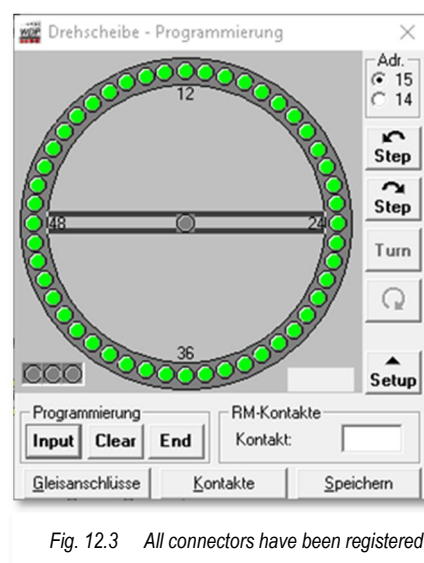 WDP Drehscheibe - Programmierung
Adr.
15
14
12
Step
Step
48
24
Turn
36
Setup
Programmierung
Input Clear End
RM-Kontakte
Kontakt:
Gleisanschlüsse Kontakte Speichern
Fig. 12.3 All connectors have been registered